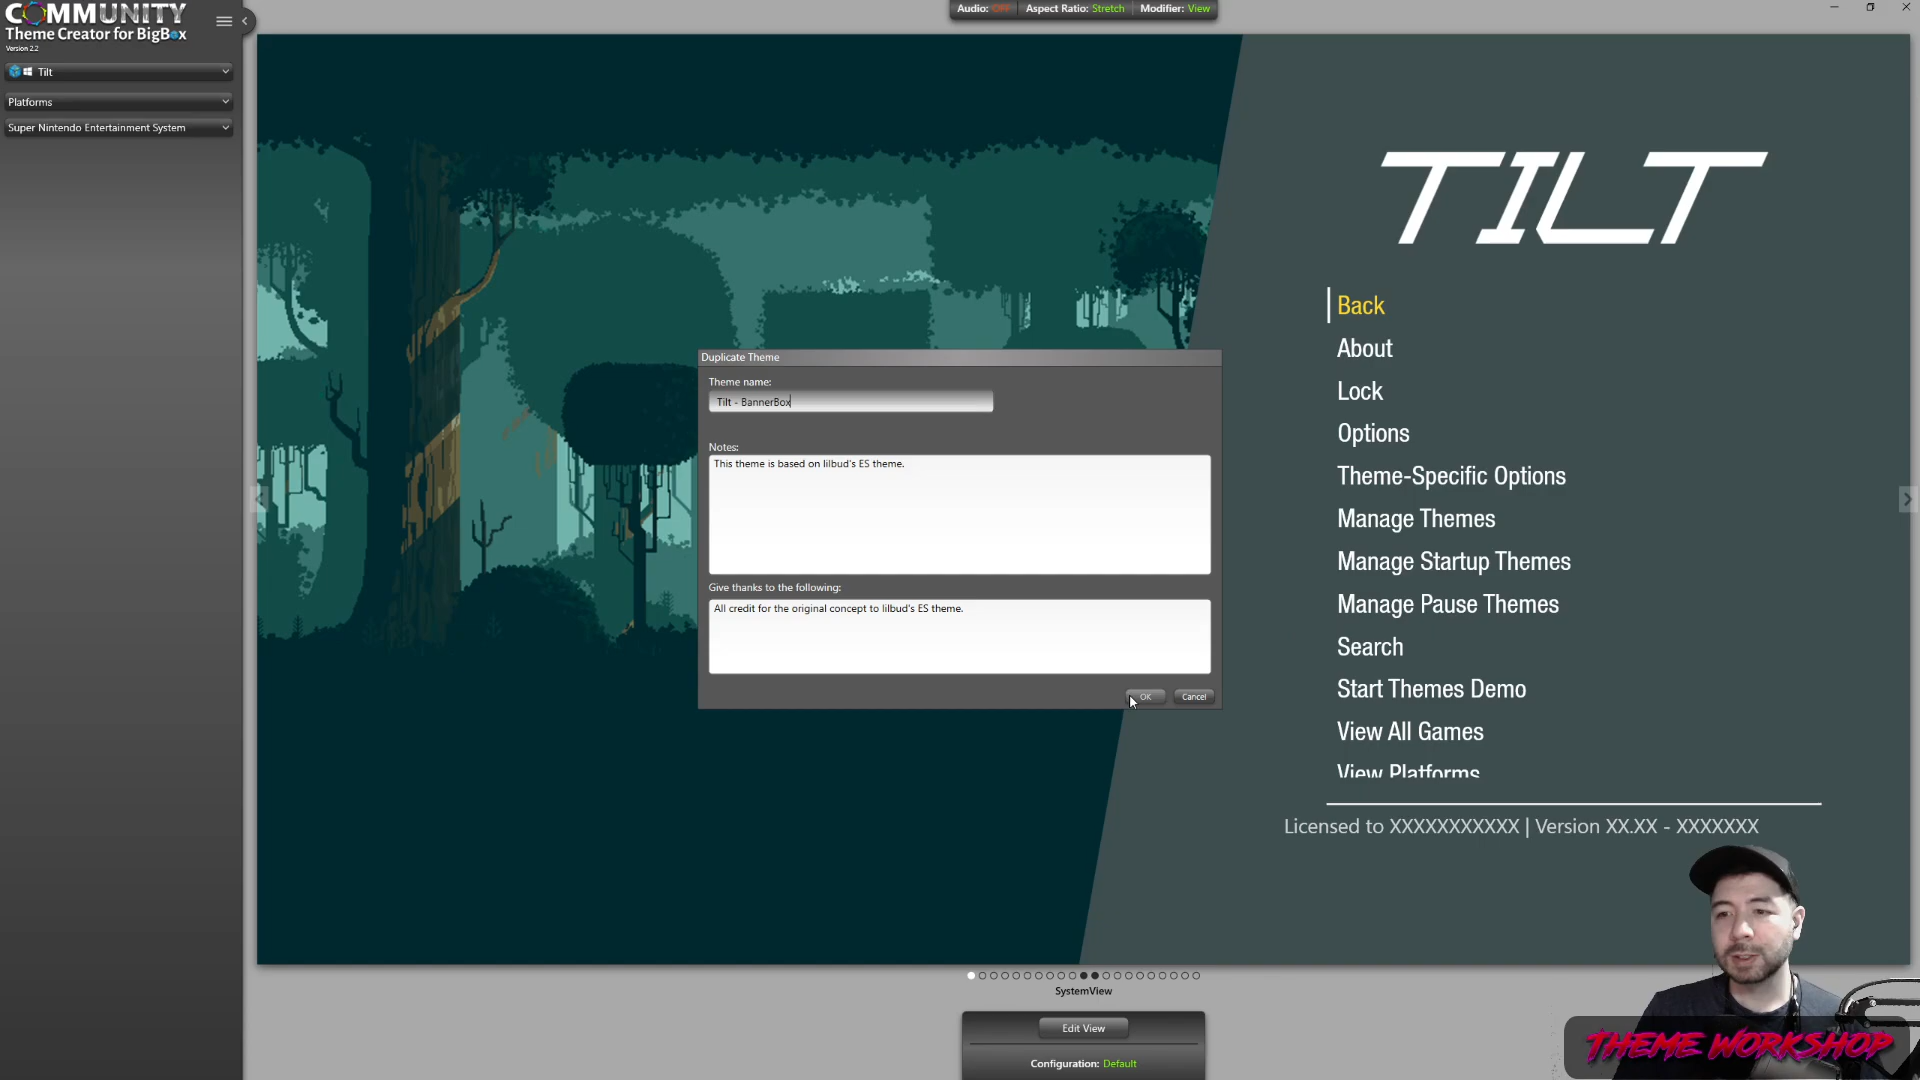 COMMUNITY
Theme Creator for BigBox
Version 2.2
Tilt
Platforms
Super Nintendo Entertainment System
Audio: OFF
Aspect Ratio: Stretch
Modifier: View
TILT
Back
About
Lock
Options
Theme-Specific Options
Manage Themes
Manage Startup Themes
Manage Pause Themes
Search
Start Themes Demo
View All Games
View Platforms
Licensed to XXXXXXXXXXX | Version XX.XX - XXXXXXX
Duplicate Theme
Theme name:
Tilt - BannerBox
Notes:
This theme is based on lilbud's ES theme.
Give thanks to the following:
All credit for the original concept to lilbud's ES theme.
OK
Cancel
SystemView
Edit View
Configuration: Default
THEME WORKSHOP